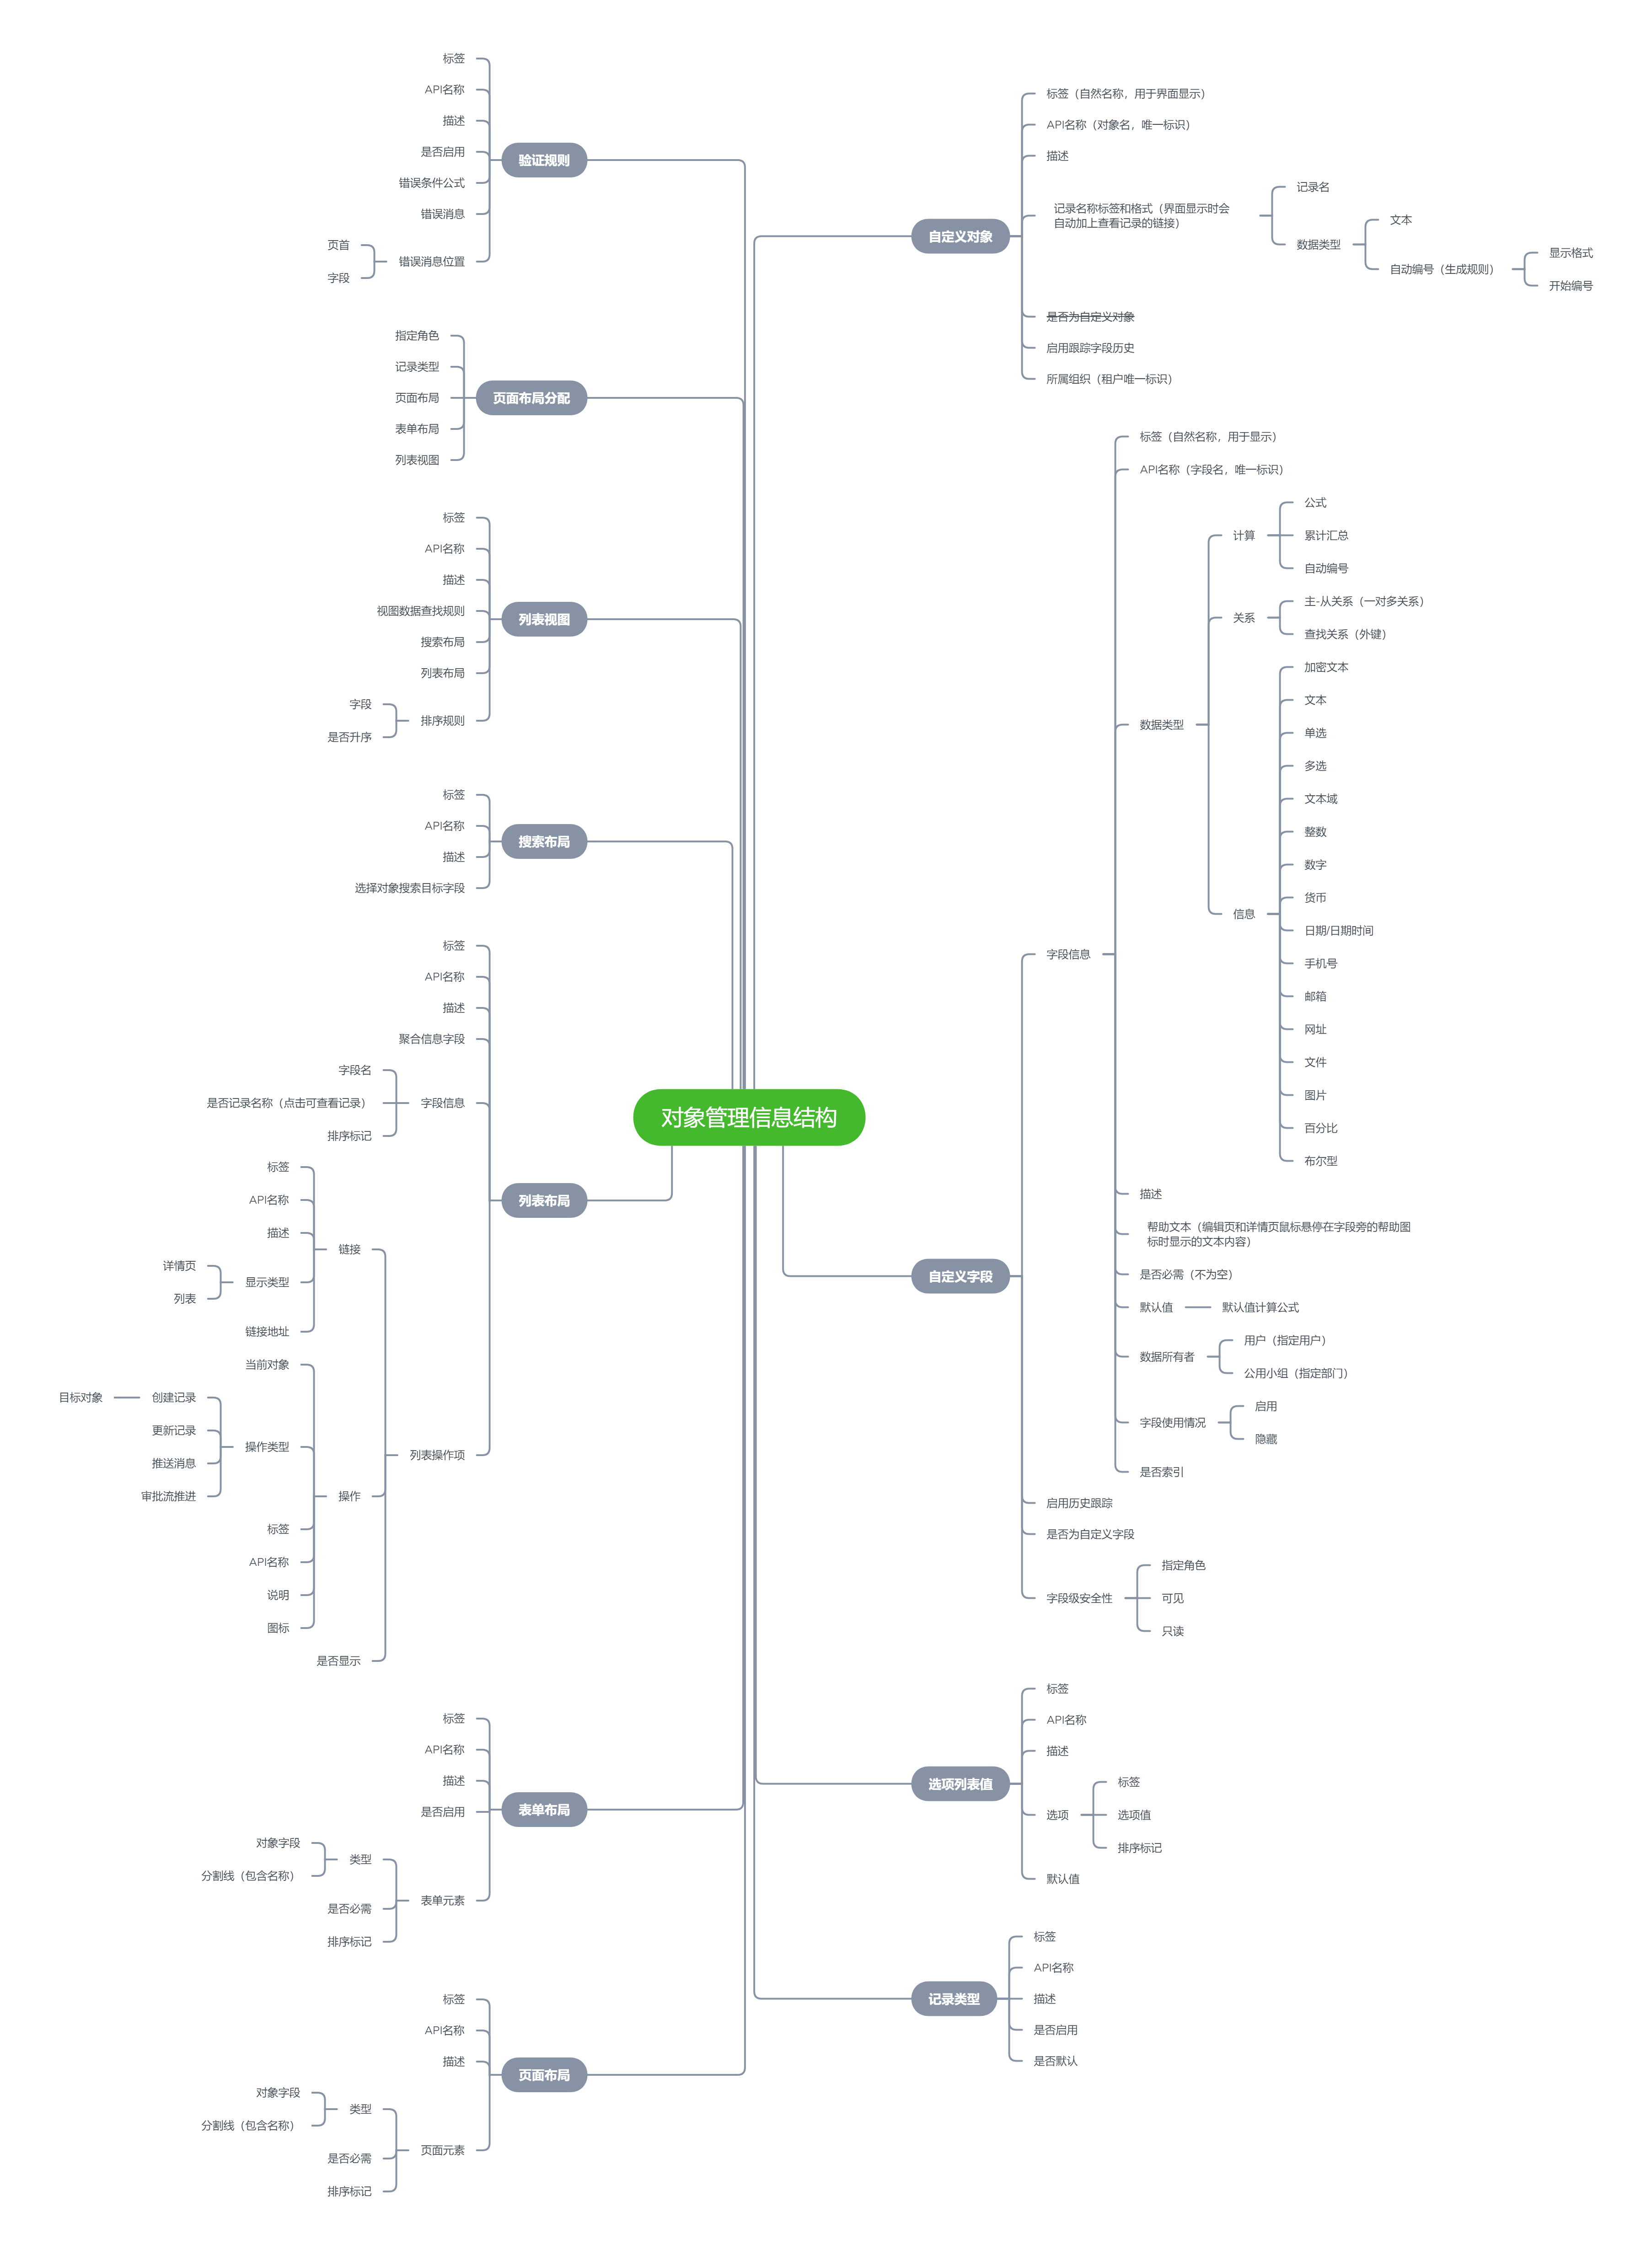 对象管理信息结构
自定义对象
标签（自然名称，用于界面显示）
API名称（对象名，唯一标识）
描述
记录名称标签和格式（界面显示时会
自动加上查看记录的链接）
记录名
数据类型
文本
自动编号（生成规则）
显示格式
开始编号
是否为自定义对象
启用跟踪字段历史
所属组织（租户唯一标识）
自定义字段
字段信息
标签（自然名称，用于显示）
API名称（字段名，唯一标识）
数据类型
计算
公式
累计汇总
自动编号
关系
主-从关系（一对多关系）
查找关系（外键）
信息
加密文本
文本
单选
多选
文本域
整数
数字
货币
日期/日期时间
手机号
邮箱
网址
文件
图片
百分比
布尔型
描述
帮助文本（编辑页和详情页鼠标悬停在字段旁的帮助图
标时显示的文本内容）
是否必需（不为空）
默认值
默认值计算公式
数据所有者
用户（指定用户）
公用小组（指定部门）
字段使用情况
启用
隐藏
是否索引
启用历史跟踪
是否为自定义字段
字段级安全性
指定角色
可见
只读
选项列表值
标签
API名称
描述
选项
标签
选项值
排序标记
默认值
记录类型
标签
API名称
描述
是否启用
是否默认
验证规则
标签
API名称
描述
是否启用
错误条件公式
错误消息
错误消息位置
页首
字段
页面布局分配
指定角色
记录类型
页面布局
表单布局
列表视图
列表视图
标签
API名称
描述
视图数据查找规则
搜索布局
列表布局
排序规则
字段
是否升序
搜索布局
标签
API名称
描述
选择对象搜索目标字段
列表布局
标签
API名称
描述
聚合信息字段
字段信息
字段名
是否记录名称（点击可查看记录）
排序标记
列表操作项
链接
标签
API名称
描述
显示类型
详情页
列表
链接地址
操作
当前对象
操作类型
创建记录
目标对象
更新记录
推送消息
审批流推进
标签
API名称
说明
图标
是否显示
表单布局
标签
API名称
描述
是否启用
表单元素
类型
对象字段
分割线（包含名称）
是否必需
排序标记
页面布局
标签
API名称
描述
页面元素
类型
对象字段
分割线（包含名称）
是否必需
排序标记